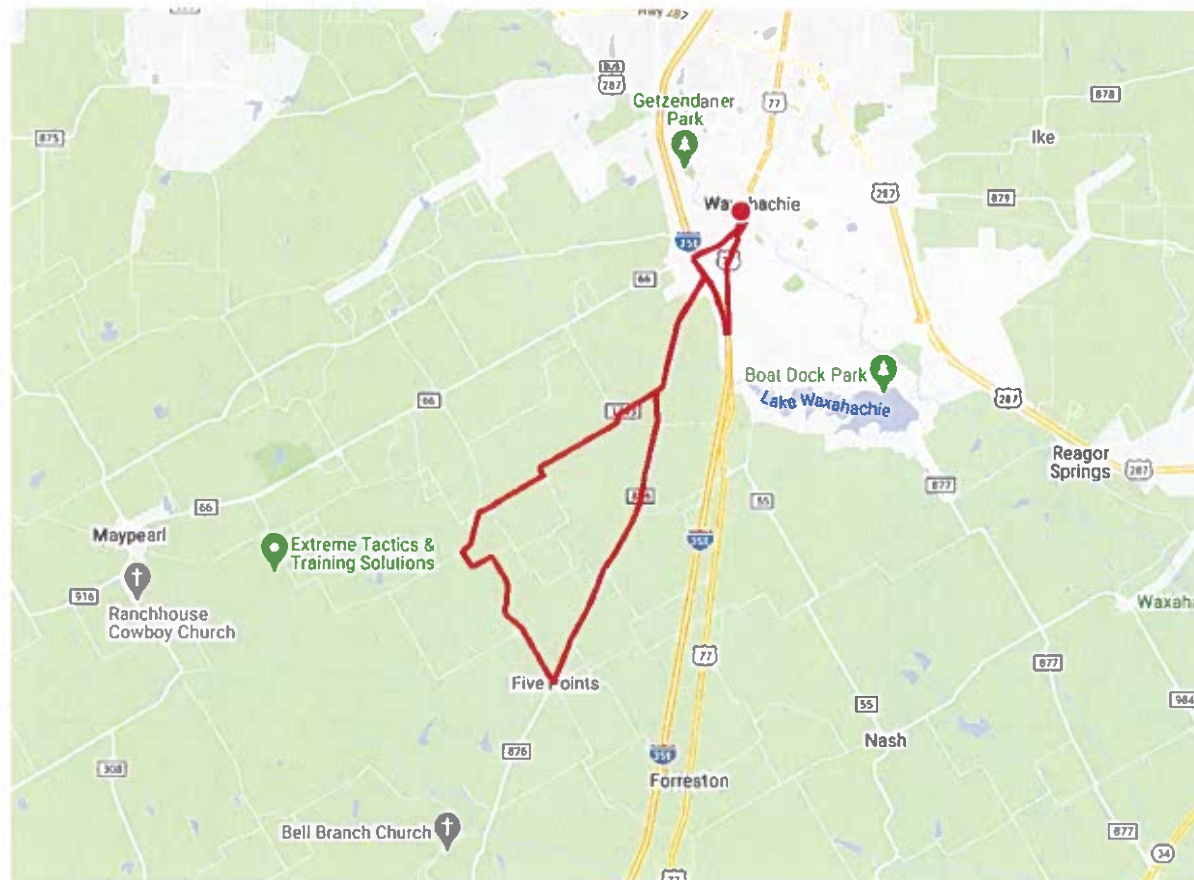 Hwy 287
287
Getzendaner
Park
77
878
875
Ike
287
879
Waxahachie
35E
66
66
Boat Dock Park
Lake Waxahachie
287
Reagor
Springs
287
877
55
66
Maypearl
Extreme Tactics &
Training Solutions
35E
916
Ranchhouse
Cowboy Church
Waxaha
77
877
Five Points
55
984
Nash
876
35E
308
Forreston
Bell Branch Church
877
34
77